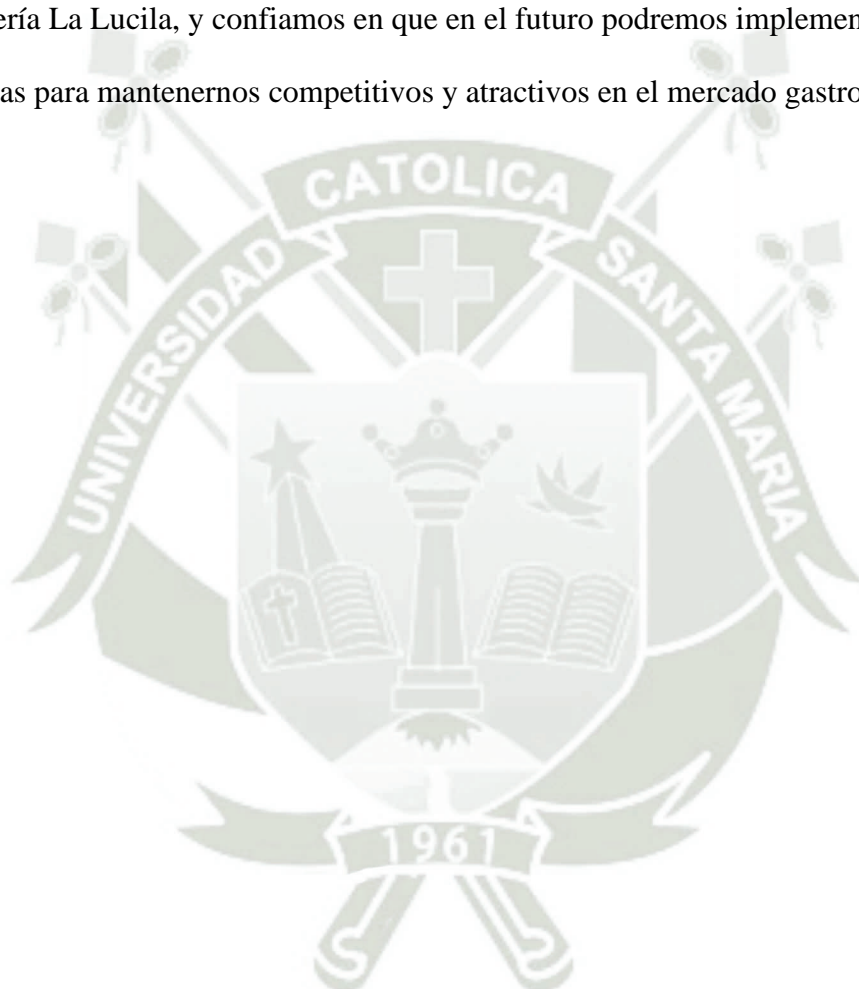 ería La Lucila, y confiamos en que en el futuro podremos implemen
as para mantenernos competitivos y atractivos en el mercado gastro
UNIVERSIDAD CATOLICA SANTA MARIA
1961